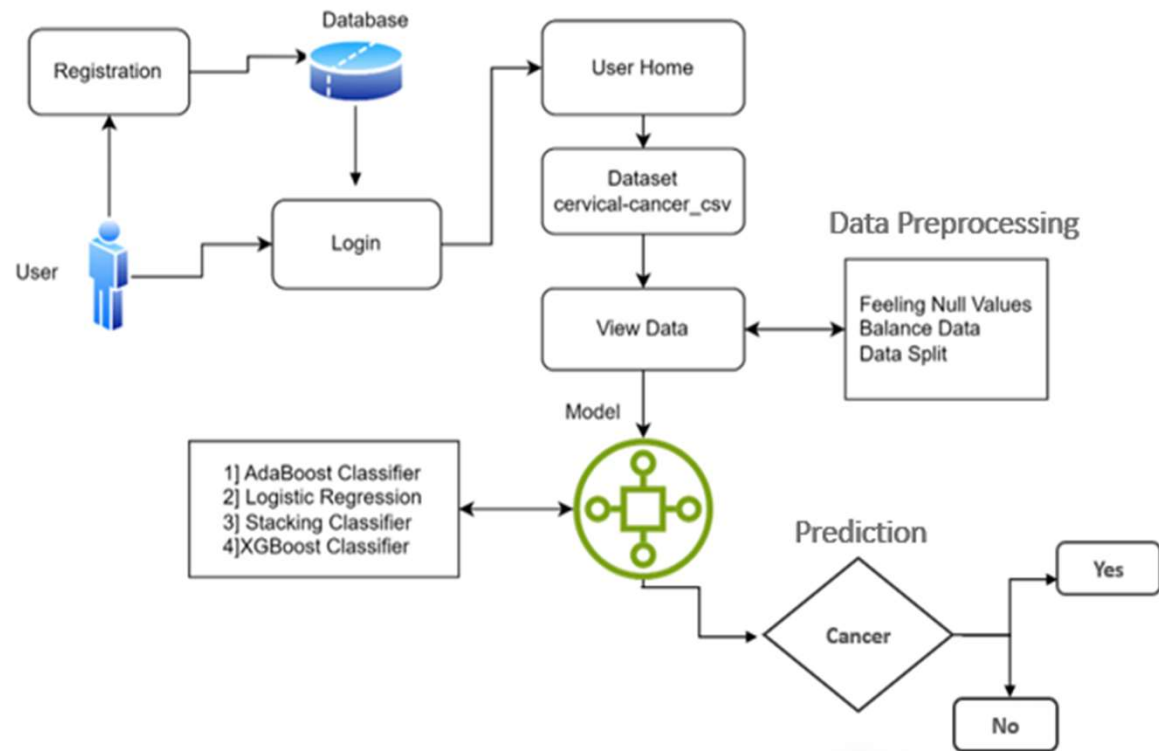 Database
Registration
User Home
Dataset
cervical-cancer_csv
Login
User
Data Preprocessing
View Data
Feeling Null Values
Balance Data
Data Split
Model
1] AdaBoost Classifier
2] Logistic Regression
3] Stacking Classifier
4]XGBoost Classifier
Prediction
Cancer
Yes
No